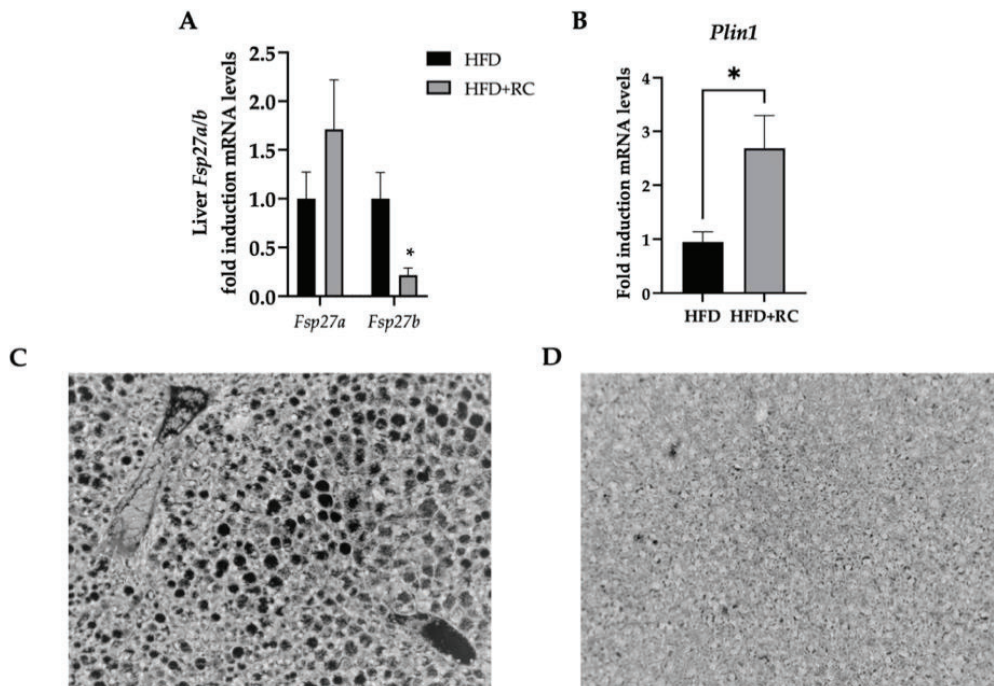 A
Liver Fsp27a/b
fold induction mRNA levels
2.5
2.0
1.5
1.0
0.5
0.0
HFD
HFD+RC
*
Fsp27a
Fsp27b
B
Plin1
Fold induction mRNA levels
4
3
2
1
0
*
HFD
HFD+RC
C
D